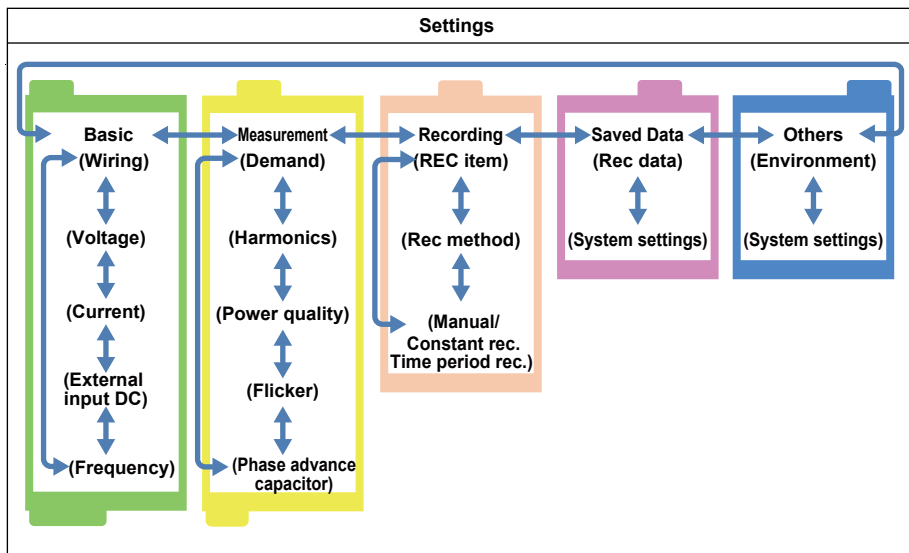 Settings
Basic
(Wiring)
(Voltage)
(Current)
(External
input DC)
(Frequency)
Measurement
(Demand)
(Harmonics)
(Power quality)
(Flicker)
(Phase advance
capacitor)
Recording
(REC item)
(Rec method)
(Manual/
Constant rec.
Time period rec.)
Saved Data
(Rec data)
(System settings)
Others
(Environment)
(System settings)